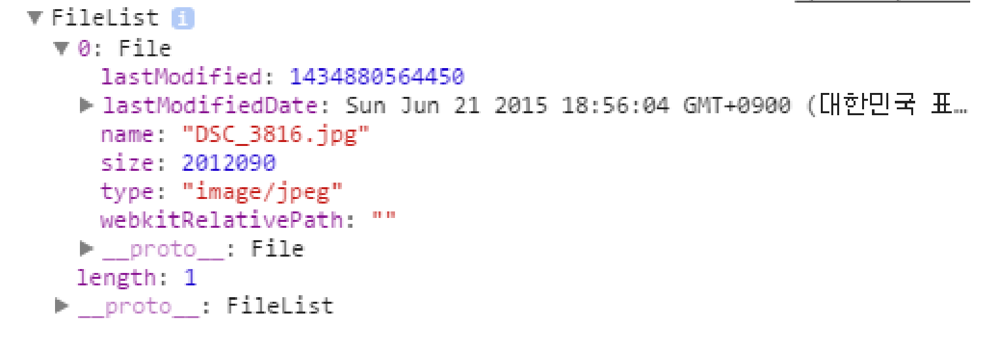 ▼ FileList i
▼ 0: File
lastModified: 1434880564450
▶ lastModifiedDate: Sun Jun 21 2015 18:56:04 GMT+0900 (대한민국 표…
name: "DSC_3816.jpg"
size: 2012090
type: "image/jpeg"
webkitRelativePath: ""
▶ __proto__: File
length: 1
▶ __proto__: FileList